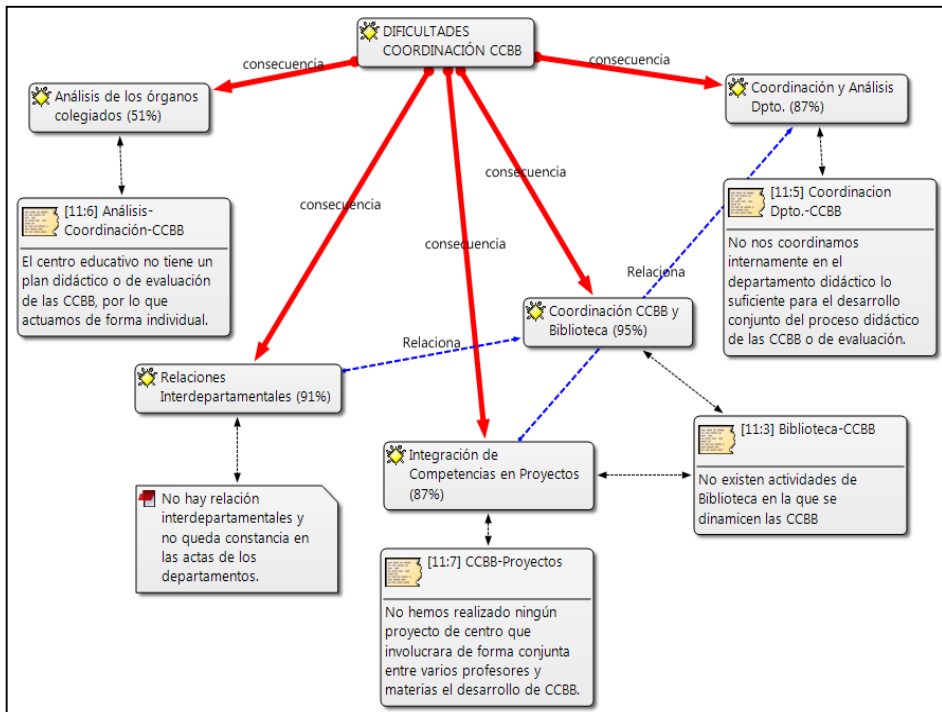 DIFICULTADES
COORDINACIÓN CCBB
consecuencia
consecuencia
consecuencia
consecuencia
consecuencia
Análisis de los órganos
colegiados (51%)
Coordinación y Análisis
Dpto. (87%)
[11:6] Análisis-
Coordinación-CCBB
El centro educativo no tiene un
plan didáctico o de evaluación
de las CCBB, por lo que
actuamos de forma individual.
[11:5] Coordinacion
Dpto.-CCBB
No nos coordinamos
internamente en el
departamento didáctico lo
suficiente para el desarrollo
conjunto del proceso didáctico
de las CCBB o de evaluación.
Relaciona
Coordinación CCBB y
Biblioteca (95%)
Relaciona
Relaciones
Interdepartamentales (91%)
[11:3] Biblioteca-CCBB
No existen actividades de
Biblioteca en la que se
dinamicen las CCBB
Integración de
Competencias en Proyectos
(87%)
No hay relación
interdepartamentales y
no queda constancia en
las actas de los
departamentos.
[11:7] CCBB-Proyectos
No hemos realizado ningún
proyecto de centro que
involucrara de forma conjunta
entre varios profesores y
materias el desarrollo de CCBB.